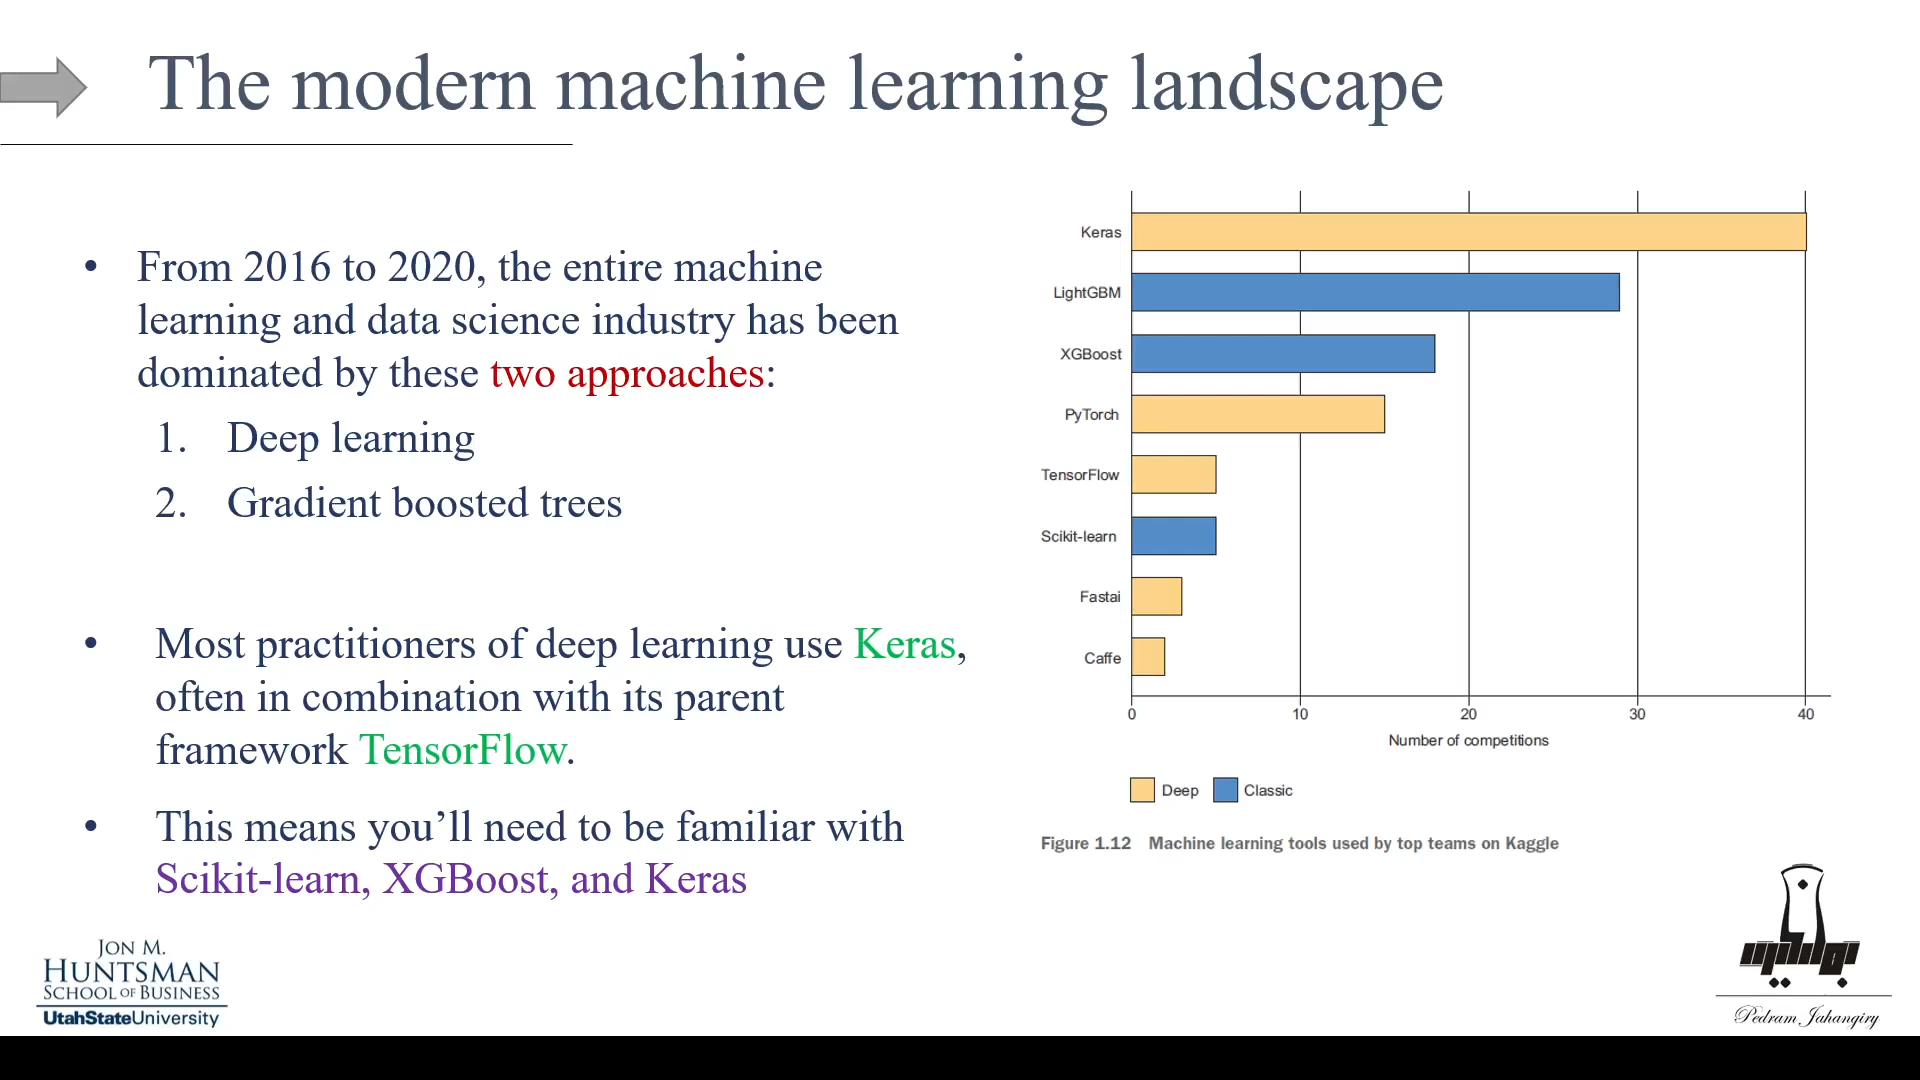 The modern machine learning landscape
• From 2016 to 2020, the entire machine
learning and data science industry has been
dominated by these two approaches:
1. Deep learning
2. Gradient boosted trees
• Most practitioners of deep learning use Keras,
often in combination with its parent
framework TensorFlow.
• This means you’ll need to be familiar with
Scikit-learn, XGBoost, and Keras
Keras
LightGBM
XGBoost
PyTorch
TensorFlow
Scikit-learn
Fastai
Caffe
0 10 20 30 40
Number of competitions
Deep Classic
Figure 1.12 Machine learning tools used by top teams on Kaggle
JON M.
HUNTSMAN
SCHOOL OF BUSINESS
UtahStateUniversity
Pedram Jahangiry